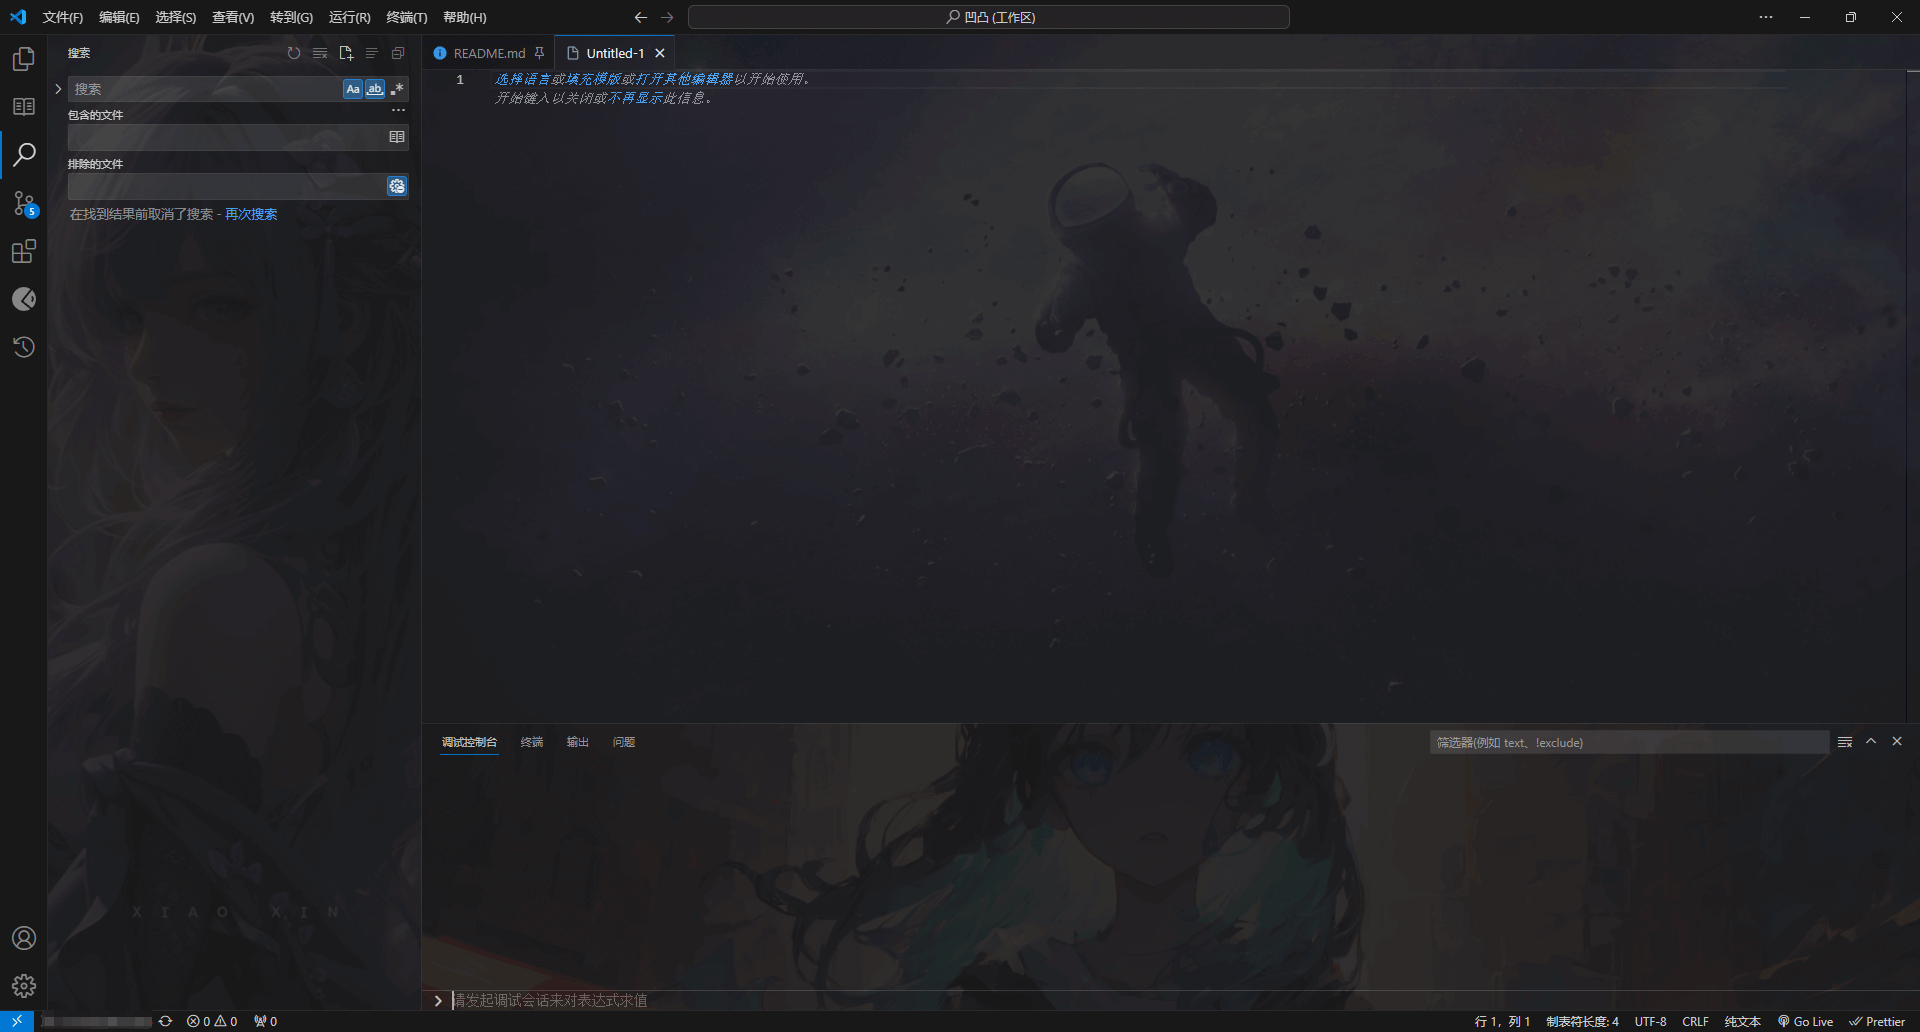 文件(F) 编辑(E) 选择(S) 查看(V) 转到(G) 运行(R) 终端(T) 帮助(H) 凹凸 (工作区)
搜索
README.md Untitled-1
搜索 Aa ab
包含的文件
排除的文件
在找到结果前取消了搜索 - 再次搜索
5
1 选择语言或填充模版或打开其他编辑器以开始使用。
开始键入以关闭或不再显示此信息。
调试控制台 终端 输出 问题 筛选器(例如 text、!exclude)
XIAO XIN
请发起调试会话来对表达式求值
0 0 0 行 1，列 1 制表符长度: 4 UTF-8 CRLF 纯文本 Go Live Prettier